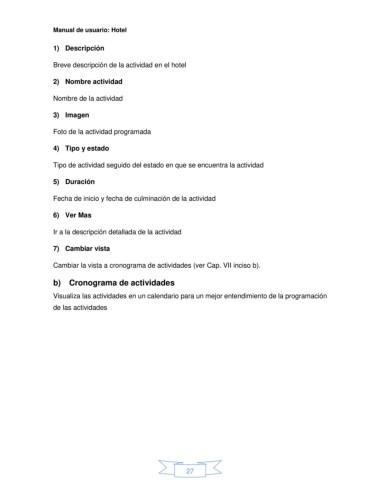 Manual de usuario: Hotel
1) Descripción
Breve descripción de la actividad en el hotel
2) Nombre actividad
Nombre de la actividad
3) Imagen
Foto de la actividad programada
4) Tipo y estado
Tipo de actividad seguido del estado en que se encuentra la actividad
5) Duración
Fecha de inicio y fecha de culminación de la actividad
6) Ver Mas
Ir a la descripción detallada de la actividad
7) Cambiar vista
Cambiar la vista a cronograma de actividades (ver Cap. VII inciso b).
b) Cronograma de actividades
Visualiza las actividades en un calendario para un mejor entendimiento de la programación
de las actividades
27